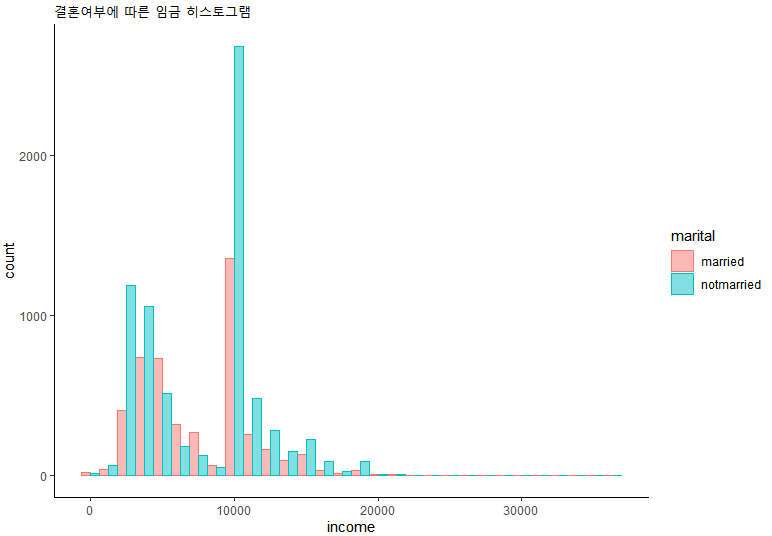 결혼여부에 따른 임금 히스토그램
2000
1000
0
count
0 10000 20000 30000
income
marital
married
notmarried